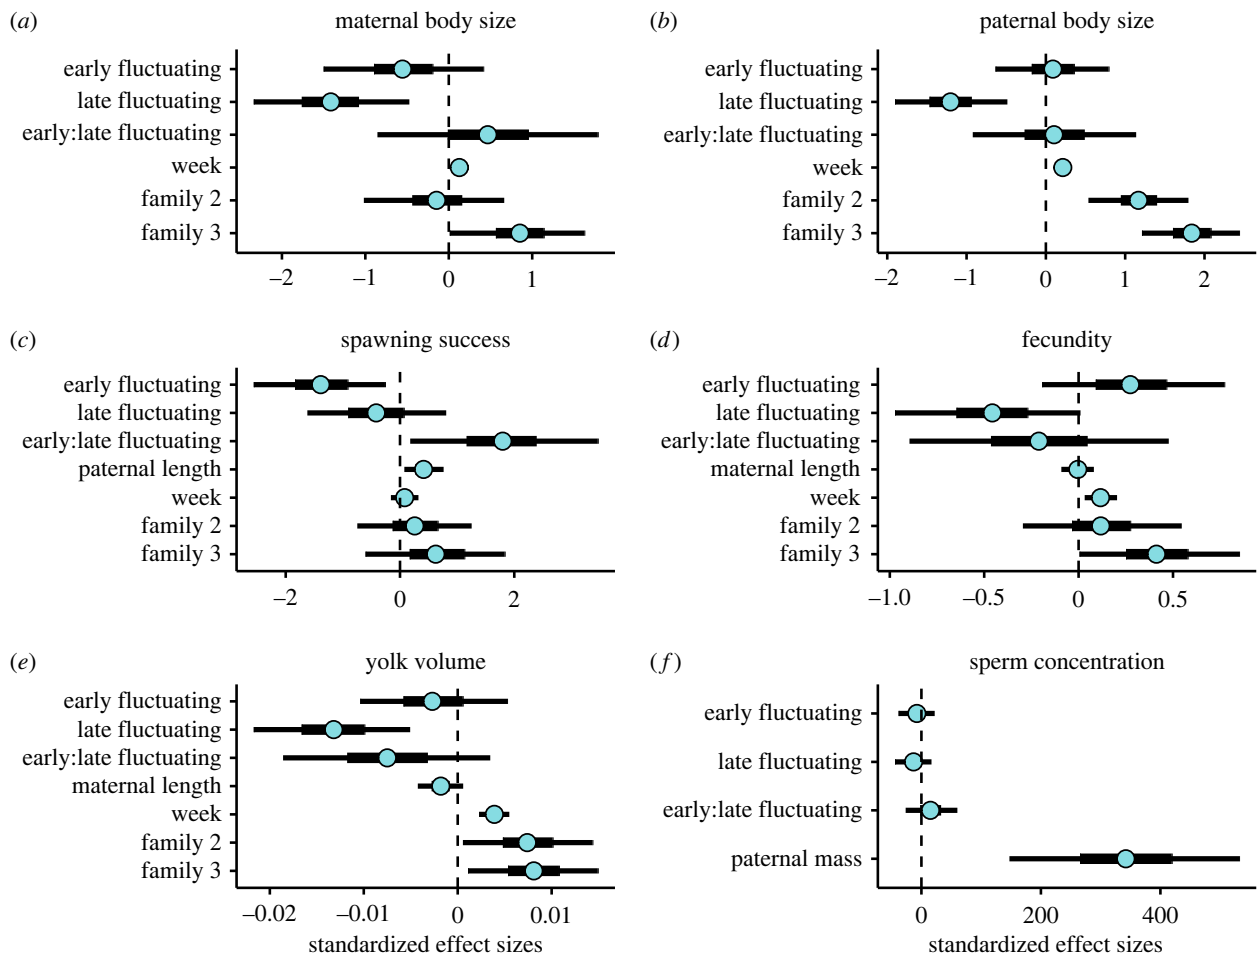 (a) maternal body size
early fluctuating
late fluctuating
early:late fluctuating
week
family 2
family 3
–2 –1 0 1
(b) paternal body size
early fluctuating
late fluctuating
early:late fluctuating
week
family 2
family 3
–2 –1 0 1 2
(c) spawning success
early fluctuating
late fluctuating
early:late fluctuating
paternal length
week
family 2
family 3
–2 0 2
(d) fecundity
early fluctuating
late fluctuating
early:late fluctuating
maternal length
week
family 2
family 3
–1.0 –0.5 0 0.5
(e) yolk volume
early fluctuating
late fluctuating
early:late fluctuating
maternal length
week
family 2
family 3
–0.02 –0.01 0 0.01
standardized effect sizes
(f) sperm concentration
early fluctuating
late fluctuating
early:late fluctuating
paternal mass
0 200 400
standardized effect sizes